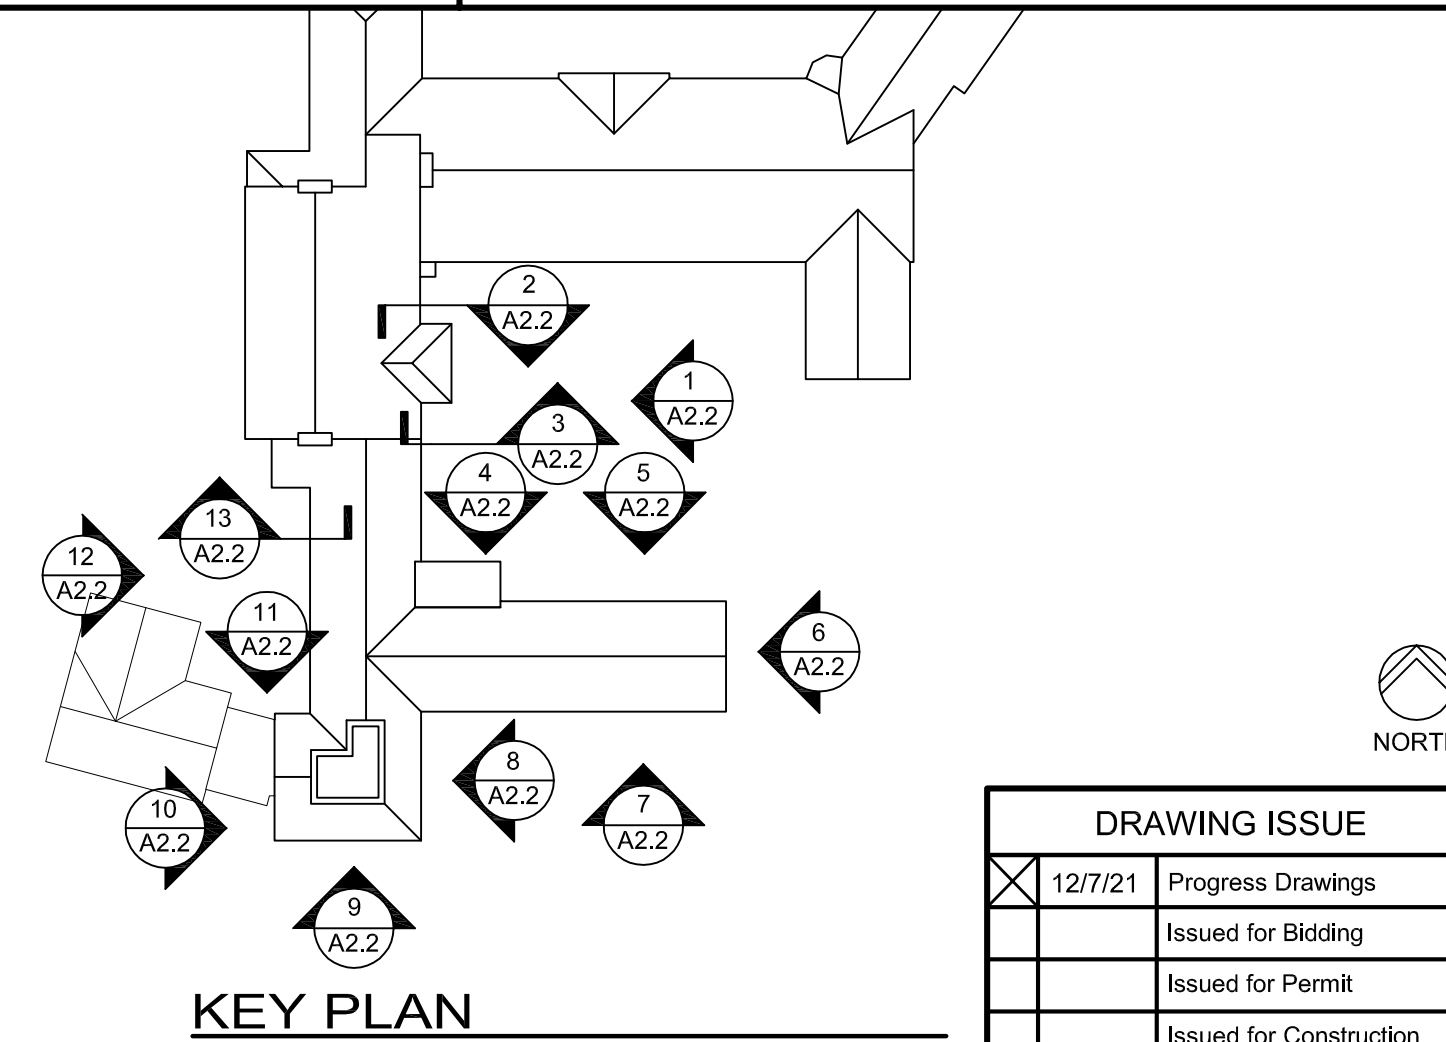 2
A2.2
1
A2.2
3
A2.2
4
A2.2
5
A2.2
13
A2.2
12
A2.2
11
A2.2
6
A2.2
NORTH
8
A2.2
7
A2.2
10
A2.2
9
A2.2
KEY PLAN
DRAWING ISSUE
12/7/21 Progress Drawings
Issued for Bidding
Issued for Permit
Issued for Construction